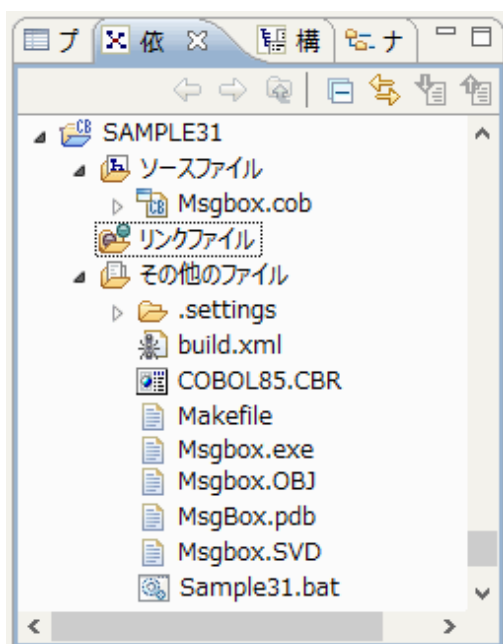 プ 依 構 ナ
SAMPLE31
ソースファイル
Msgbox.cob
リンクファイル
その他のファイル
.settings
build.xml
COBOL85.CBR
Makefile
Msgbox.exe
Msgbox.OBJ
MsgBox.pdb
Msgbox.SVD
Sample31.bat